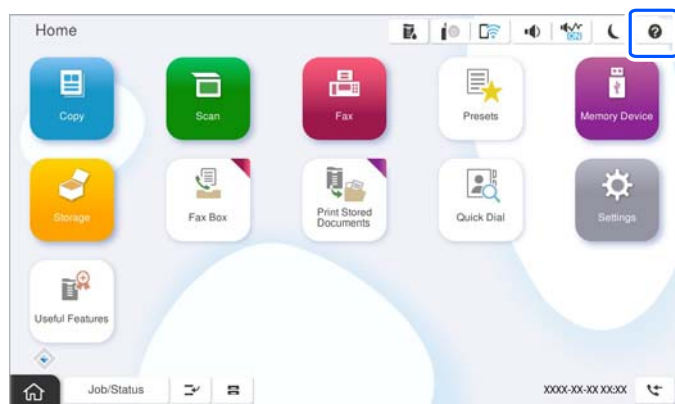 Home
ON
?
Copy
Scan
Fax
Presets
Memory Device
Storage
Fax Box
Print Stored
Documents
Quick Dial
Settings
Useful Features
Job/Status
XXXX-XX-XX XX:XX